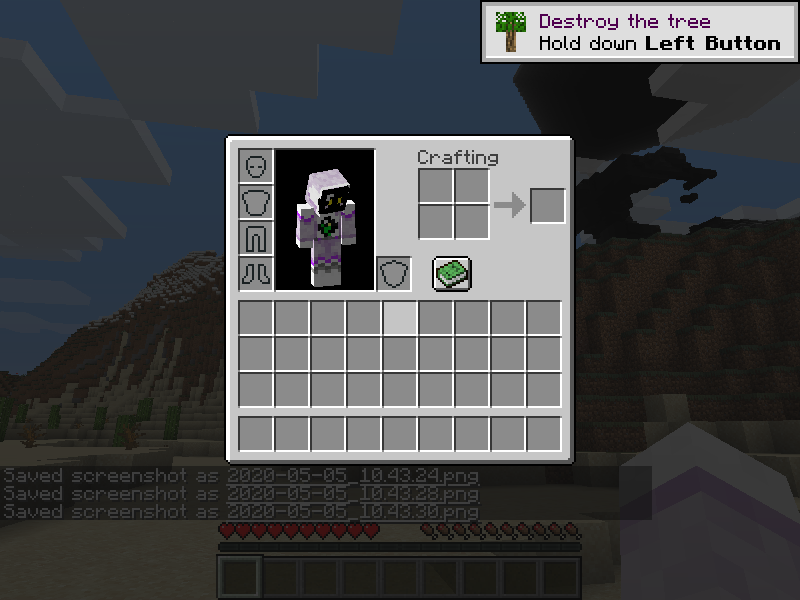 Destroy the tree
Hold down Left Button
Crafting
Saved screenshot as 2020-05-05_10.43.24.png
Saved screenshot as 2020-05-05_10.43.28.png
Saved screenshot as 2020-05-05_10.43.30.png